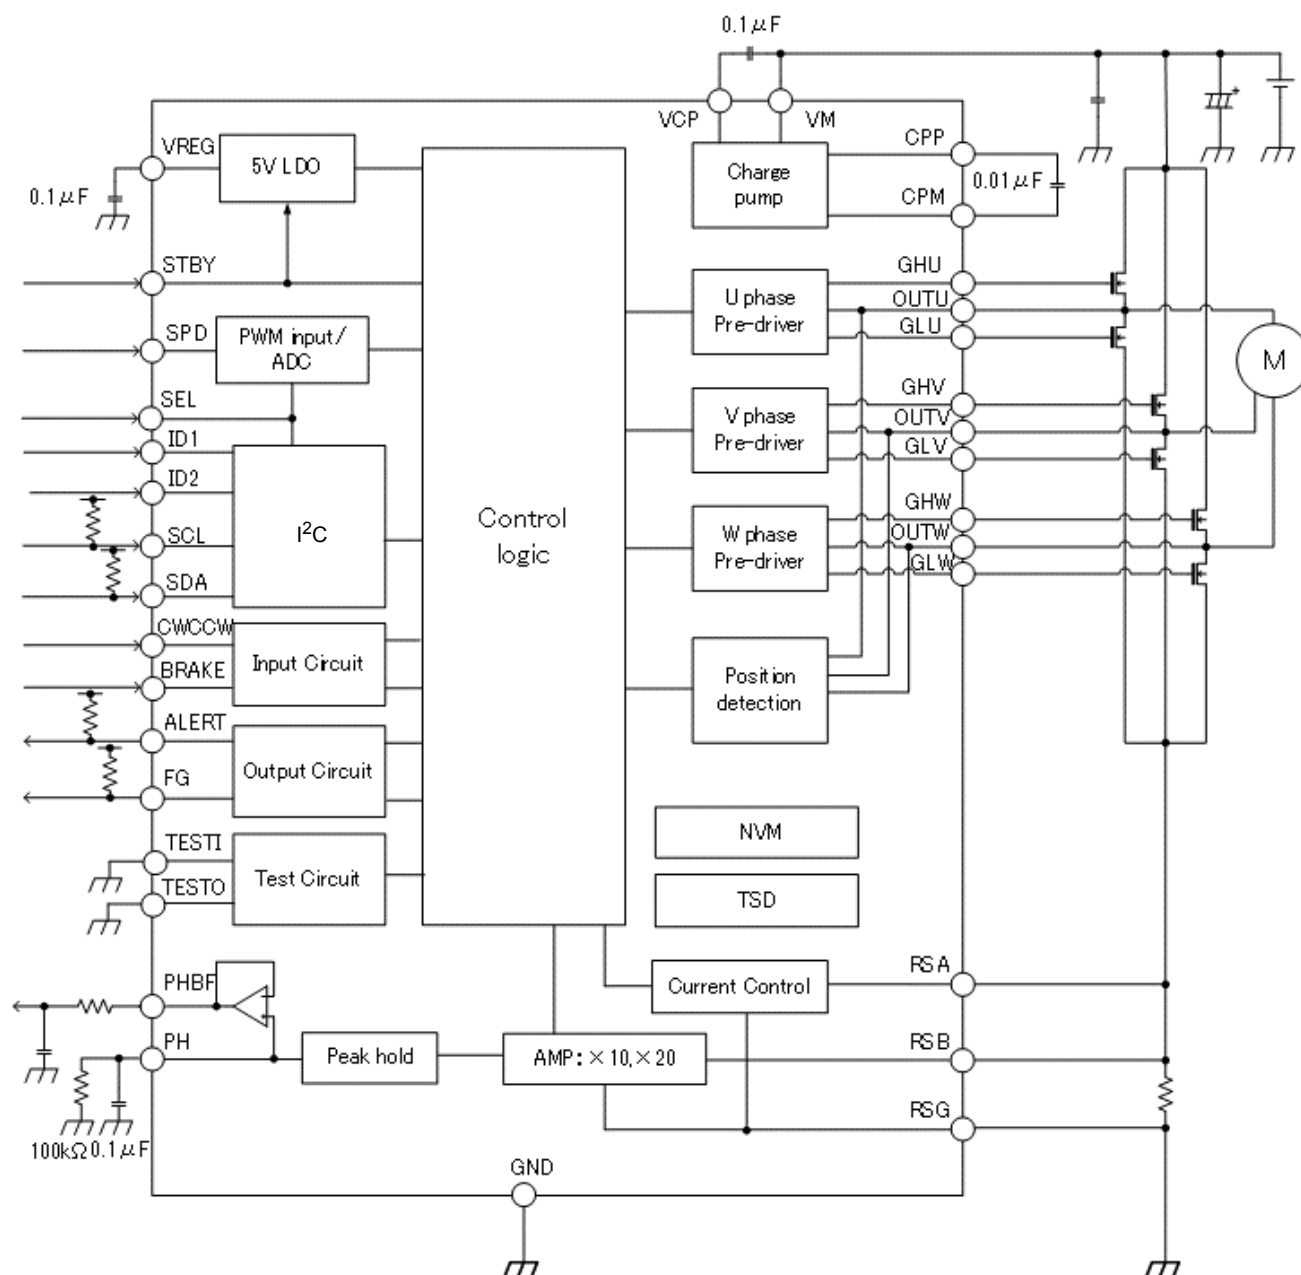 0.1μF
VCP
VM
VREG
5V LDO
0.1μF
Charge
pump
CPP
0.01μF
CPM
STBY
GHU
U phase
Pre-driver
OUTU
GLU
SPD
PWM input/
ADC
M
SEL
GHV
V phase
Pre-driver
OUTV
GLV
ID1
ID2
I²C
SCL
SDA
Control
logic
GHW
W phase
Pre-driver
OUTW
GLW
CWCCW
Input Circuit
BRAKE
Position
detection
ALERT
Output Circuit
FG
NVM
TESTI
Test Circuit
TESTO
TSD
RSA
Current Control
PHBF
PH
Peak hold
AMP: ×10, ×20
RSB
RSG
100kΩ
0.1μF
GND